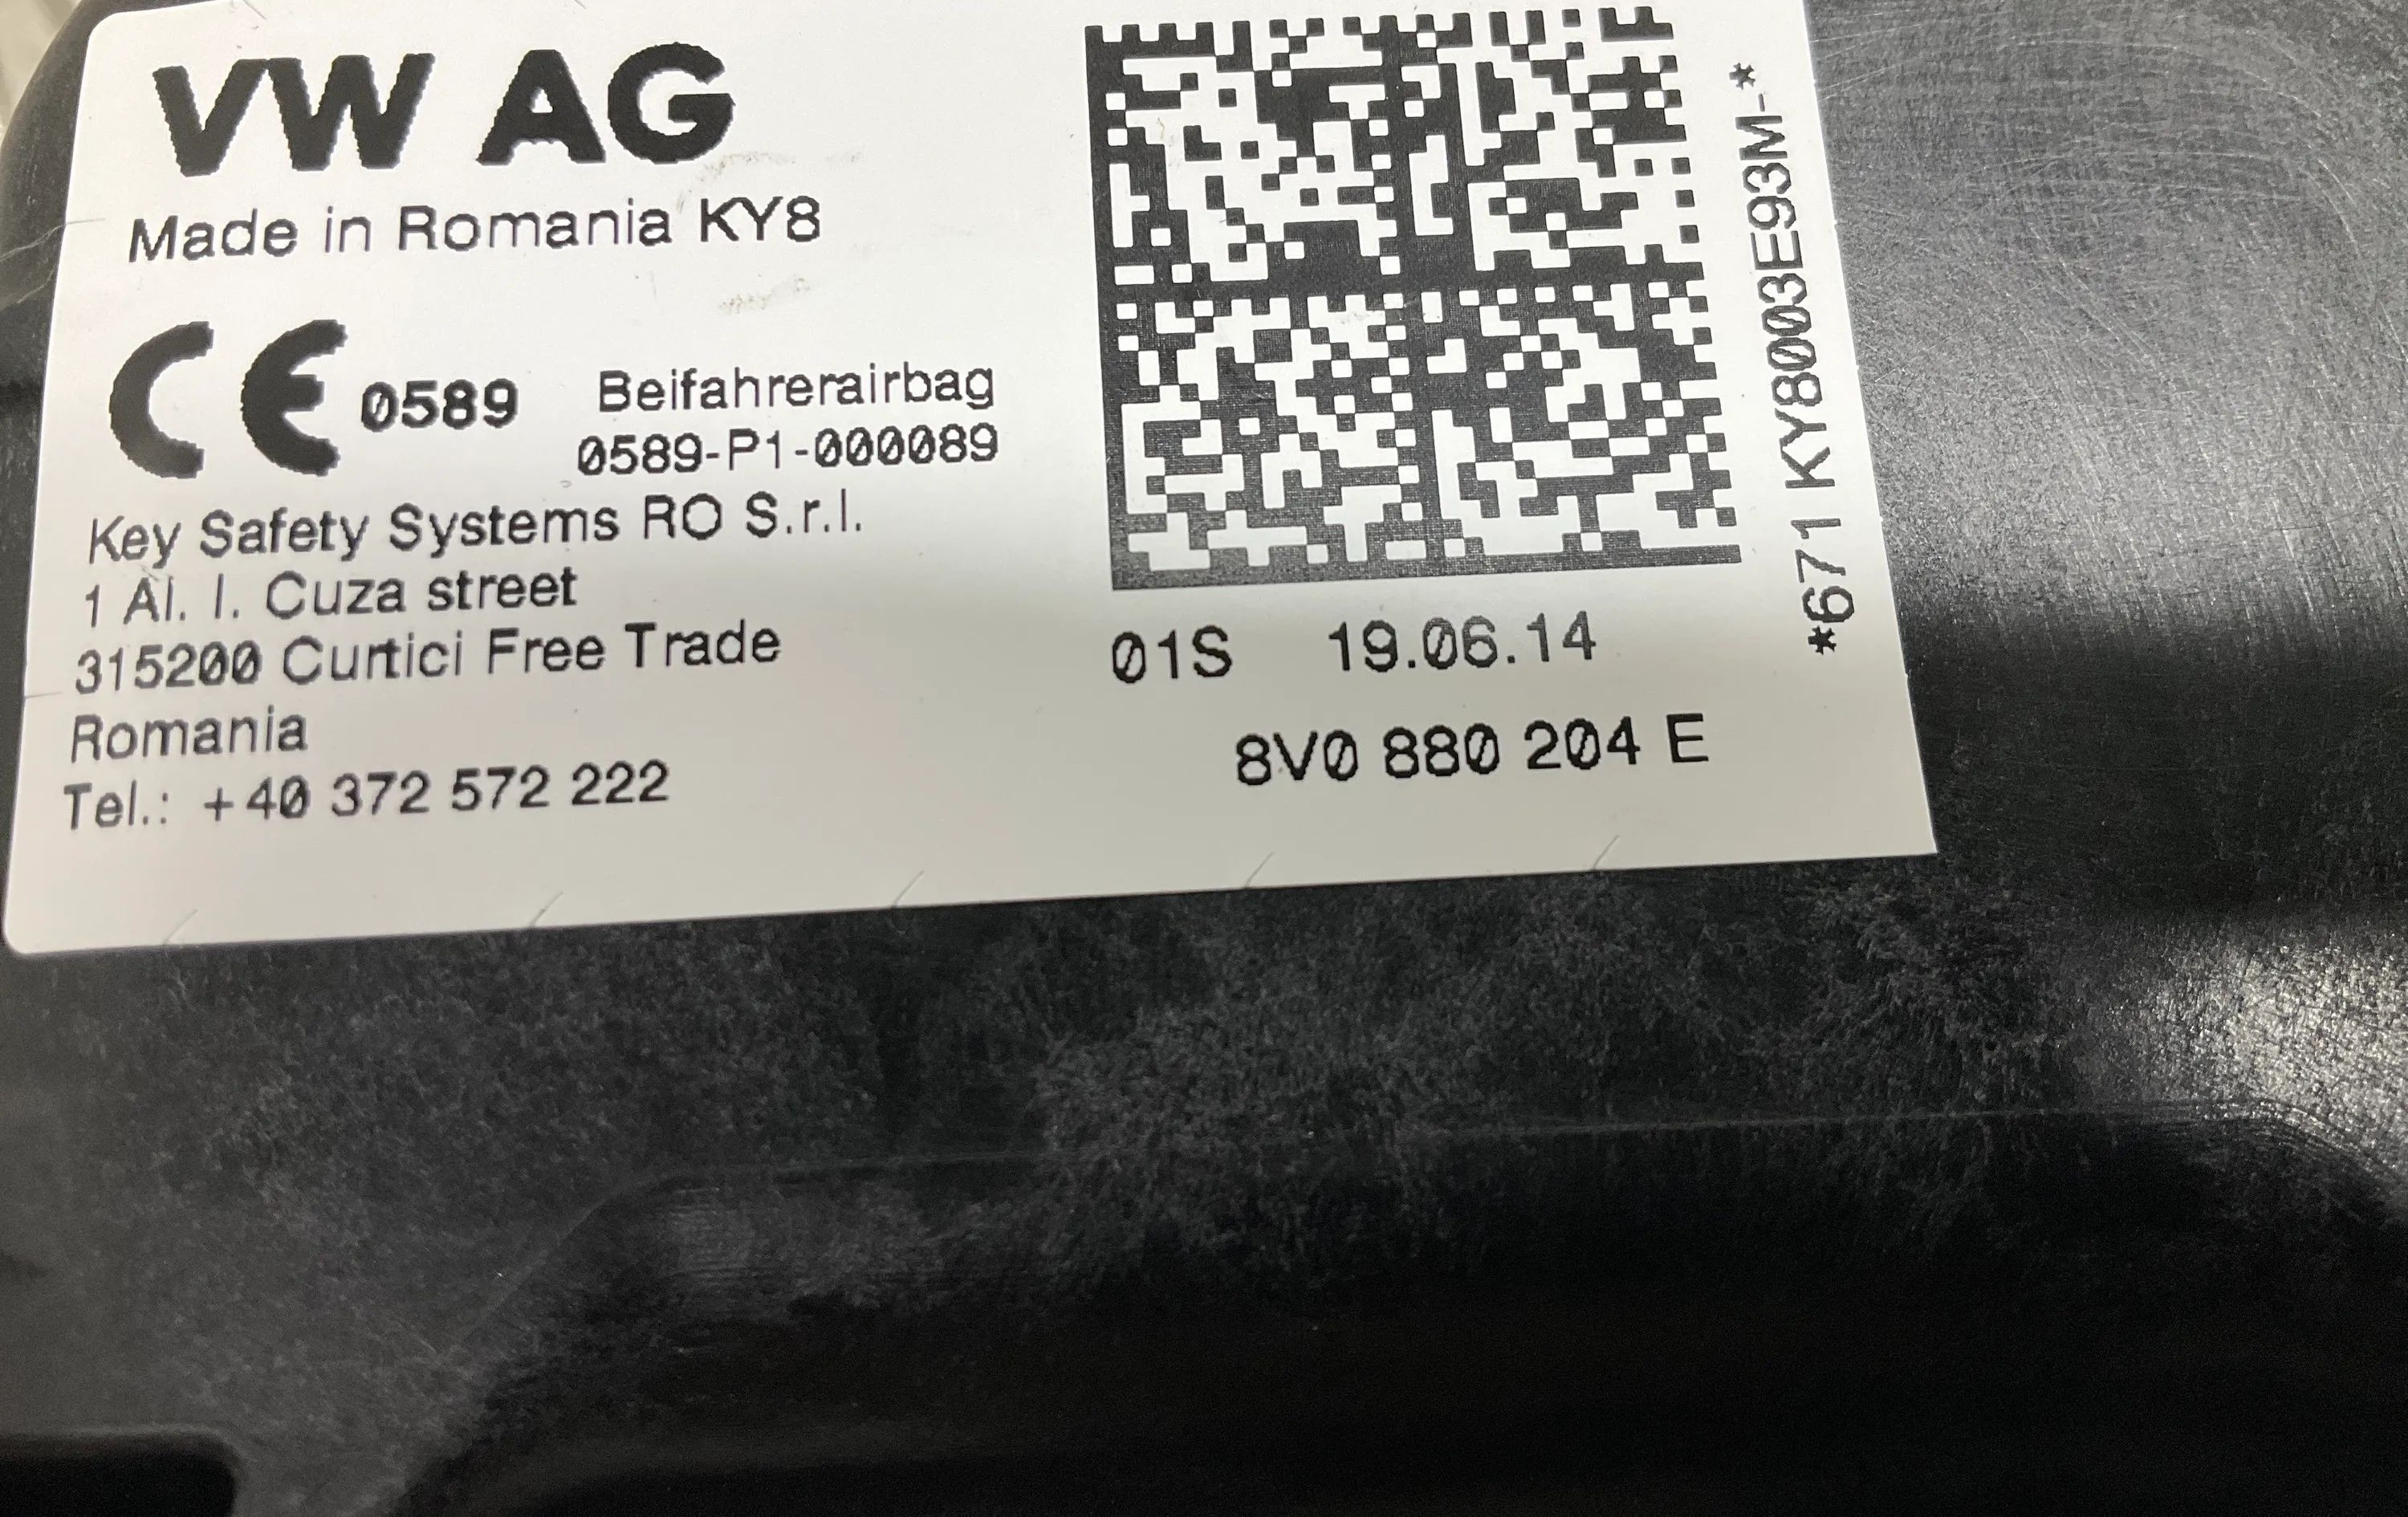 VW AG
Made in Romania KY8
CE 0589
Beifahrerairbag
0589-P1-000089
Key Safety Systems RO S.r.l.
1 Al. I. Cuza street
315200 Curtici Free Trade
Romania
Tel.: +40 372 572 222
01S 19.06.14
8V0 880 204 E
*671 KY8003E93M-*